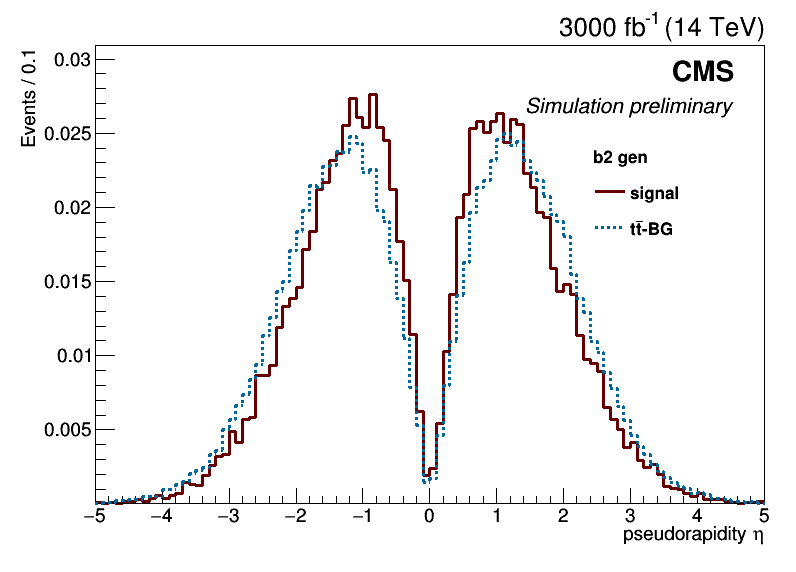 3000 fb⁻¹ (14 TeV)
Events / 0.1
0.03
0.025
0.02
0.015
0.01
0.005
CMS
Simulation preliminary
b2 gen
signal
tt̄-BG
−5 −4 −3 −2 −1 0 1 2 3 4 5
pseudorapidity η